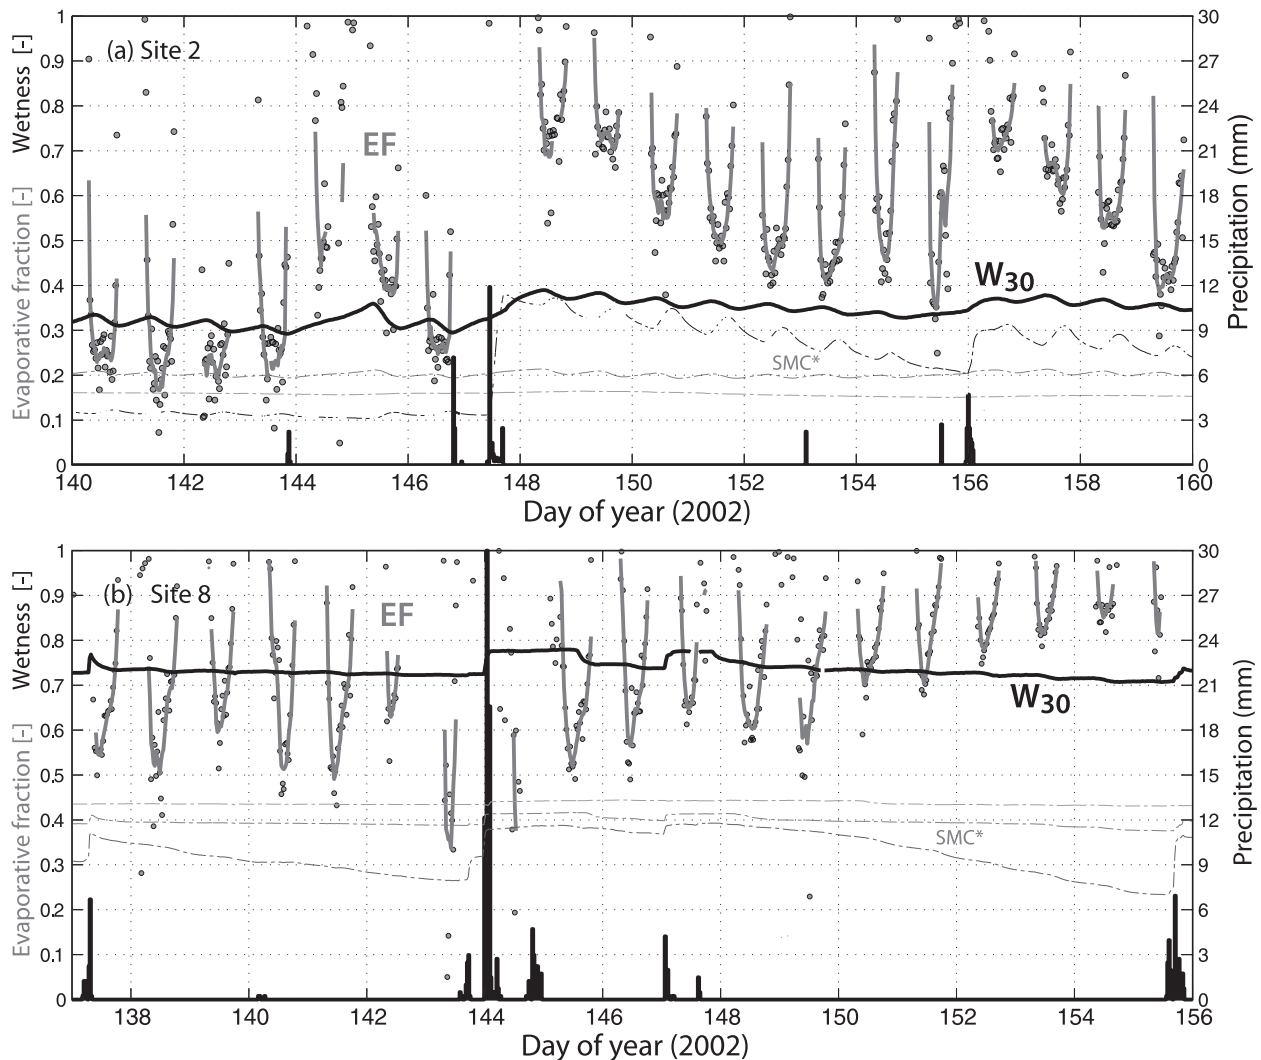 (a) Site 2
Wetness [-]
Evaporative fraction [-]
1
0.9
0.8
0.7
0.6
0.5
0.4
0.3
0.2
0.1
0
EF
W30
SMC*
30
27
24
21
18
15
12
9
6
3
0
Precipitation (mm)
140 142 144 146 148 150 152 154 156 158 160
Day of year (2002)
(b) Site 8
Wetness [-]
Evaporative fraction [-]
1
0.9
0.8
0.7
0.6
0.5
0.4
0.3
0.2
0.1
0
EF
W30
SMC*
30
27
24
21
18
15
12
9
6
3
0
Precipitation (mm)
138 140 142 144 146 148 150 152 154 156
Day of year (2002)